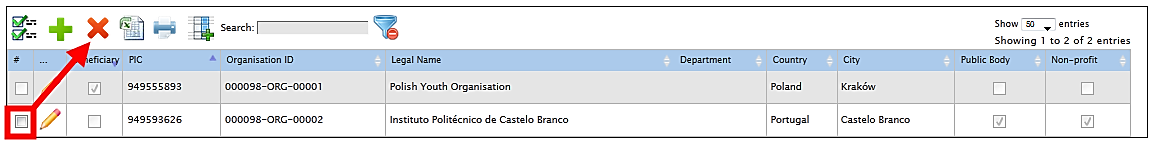 Search:
Show 50 entries
Showing 1 to 2 of 2 entries
# ... eneficiary PIC Organisation ID Legal Name Department Country City Public Body Non-profit
949555893 000098-ORG-00001 Polish Youth Organisation Poland Kraków
949593626 000098-ORG-00002 Instituto Politécnico de Castelo Branco Portugal Castelo Branco